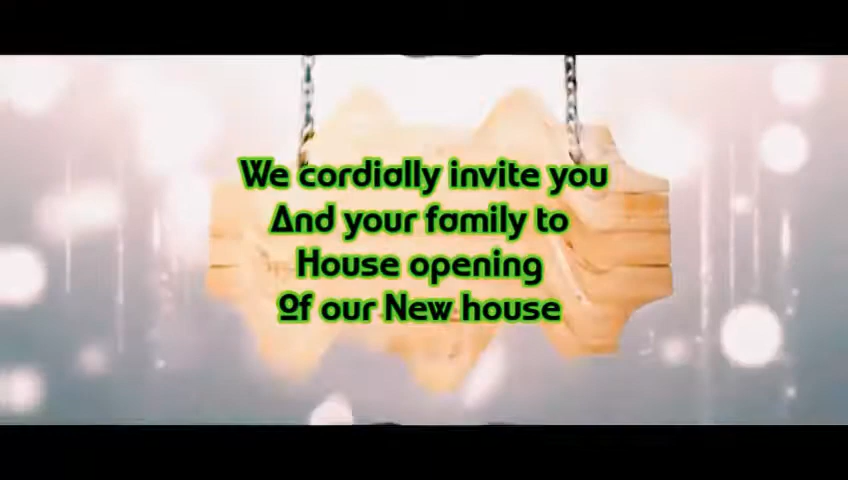 We cordially invite you
And your family to
House opening
Of our New house